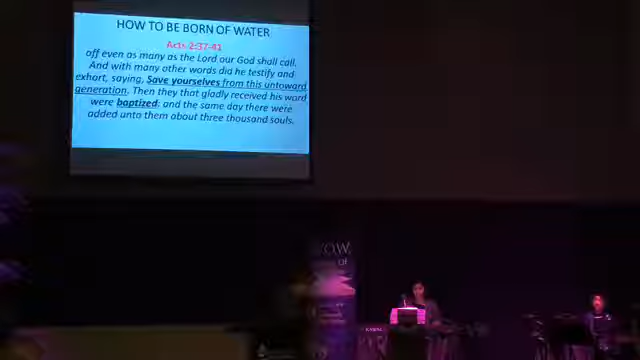 HOW TO BE BORN OF WATER
Acts 2:37-41
off even as many as the Lord our God shall call.
And with many other words did he testify and
exhort, saying, Save yourselves from this untoward
generation. Then they that gladly received his word
were baptized: and the same day there were
added unto them about three thousand souls.
OF
KAWAI